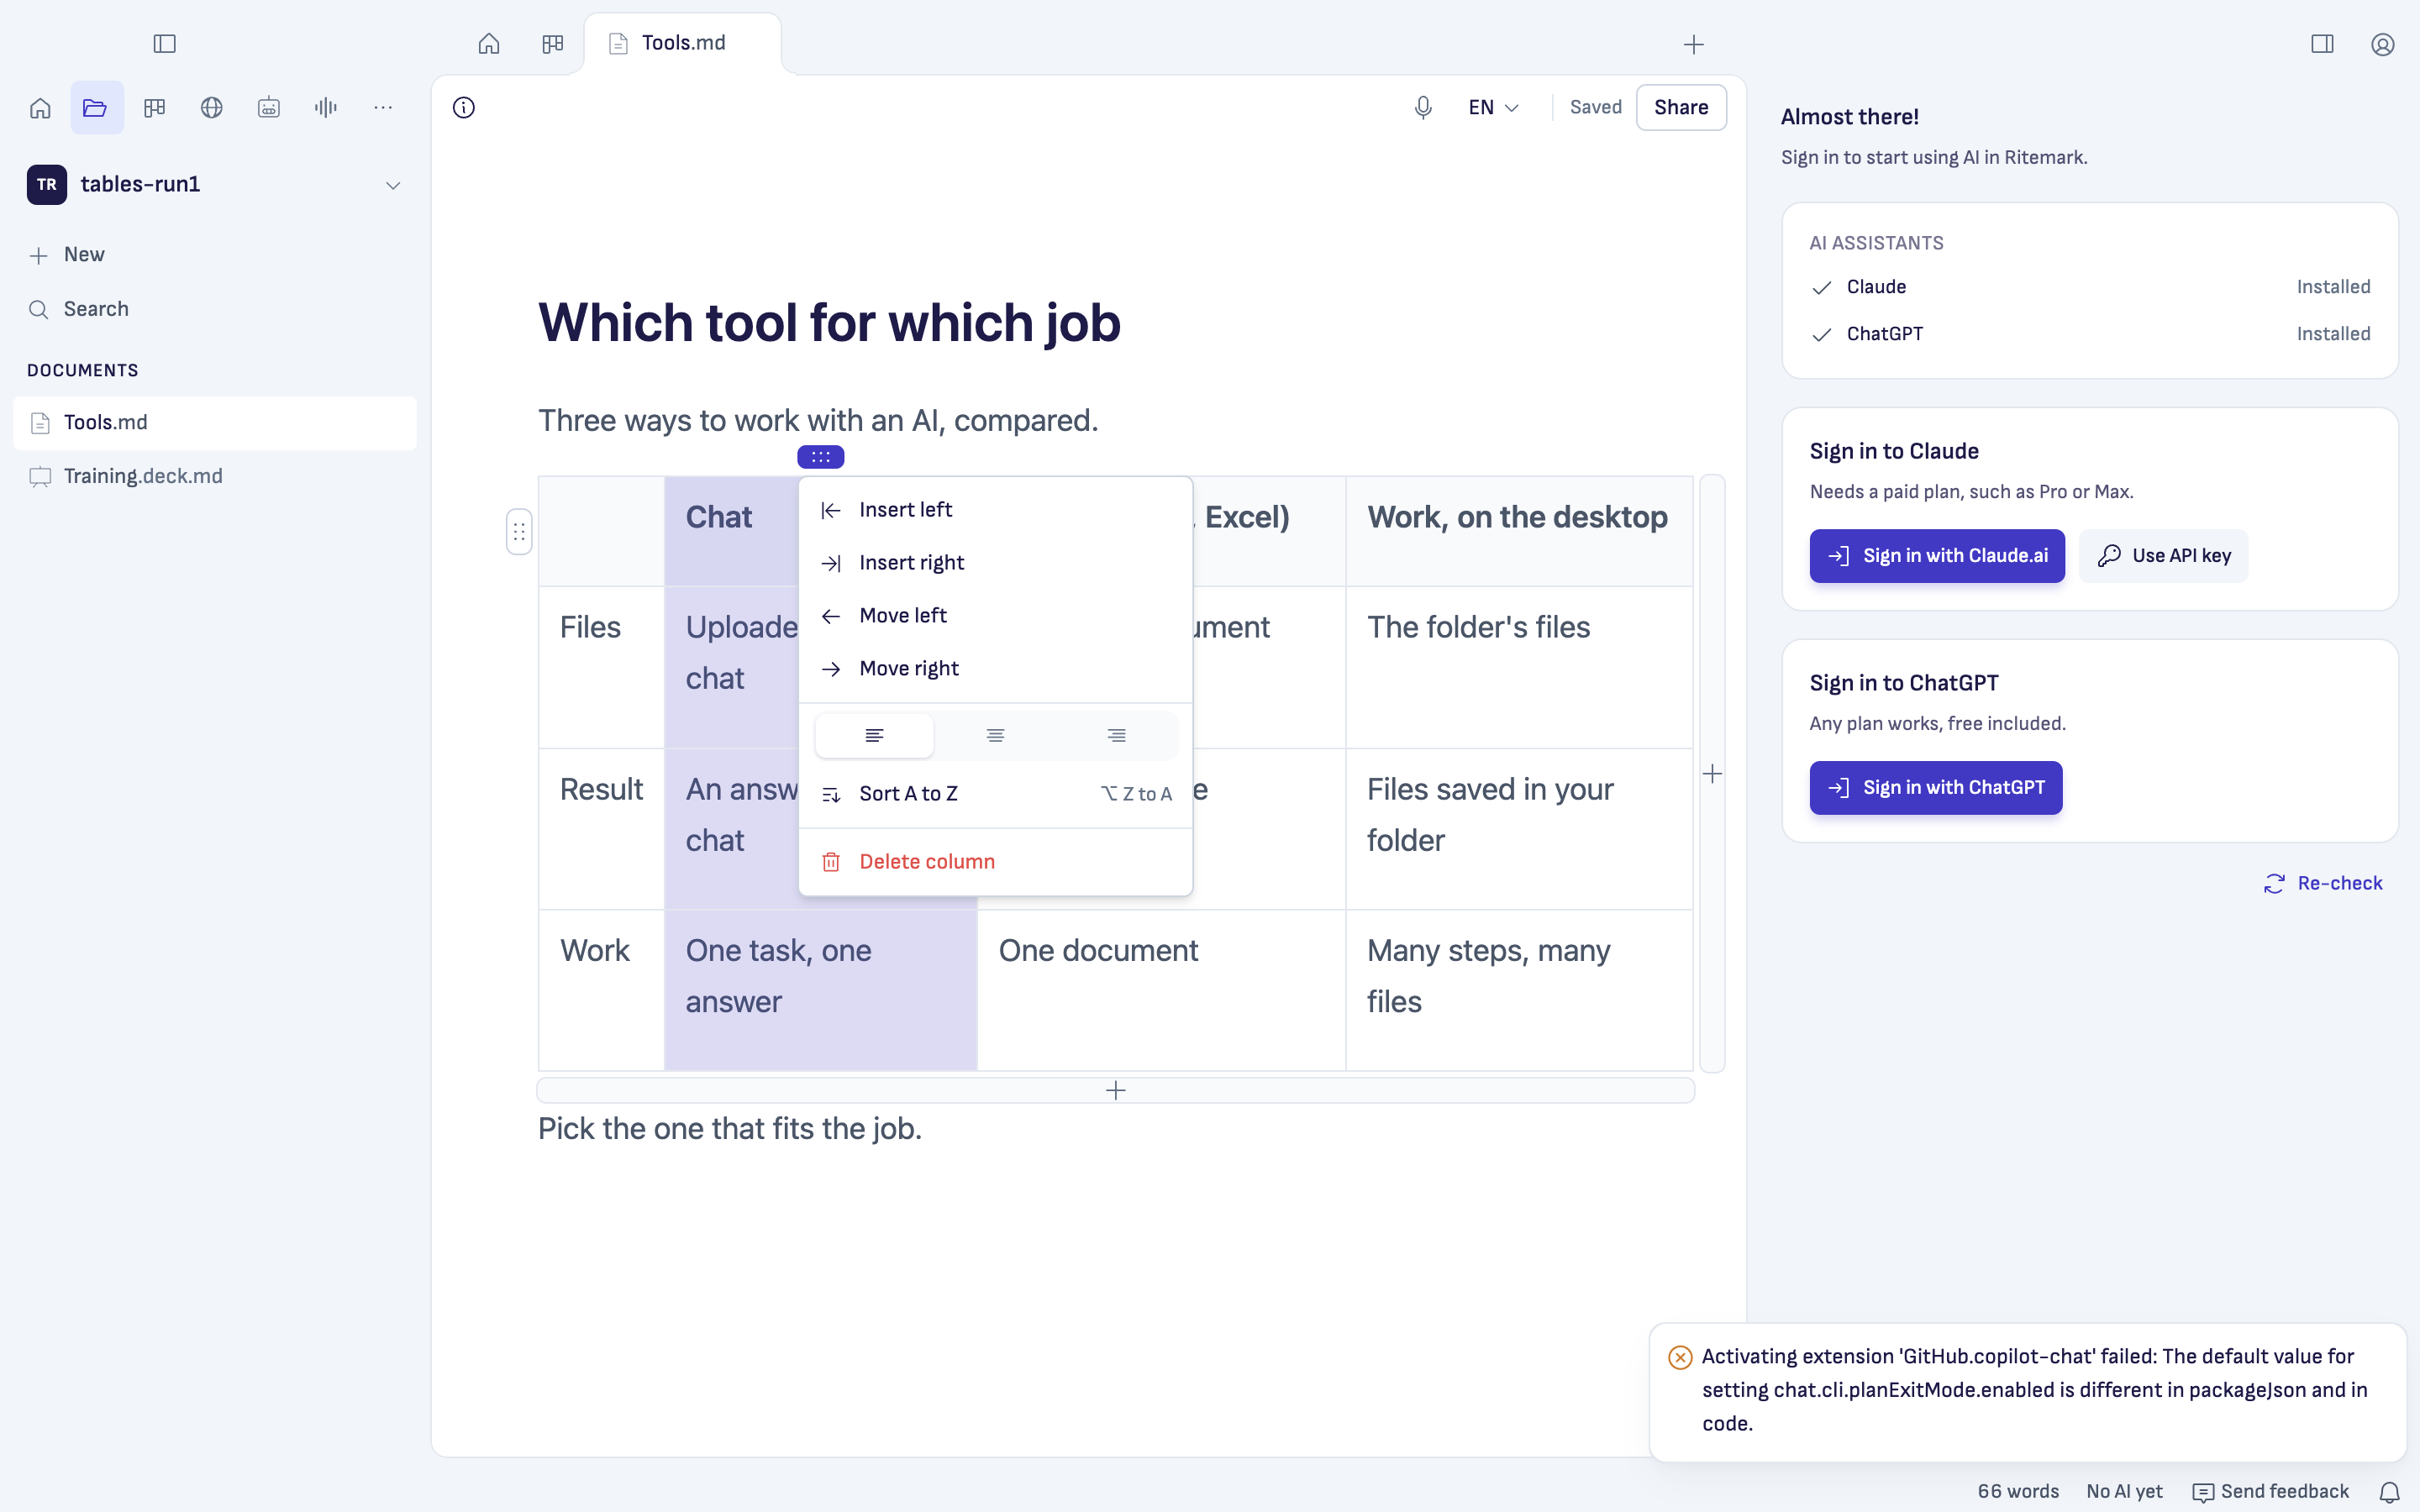 Tools.md
EN
Saved
Share
TR
tables-run1
New
Search
DOCUMENTS
Tools.md
Training.deck.md
Which tool for which job
Three ways to work with an AI, compared.
Chat
Excel)
Work, on the desktop
Files
chat
The folder's files
Result
An
chat
Files saved in your
folder
Work
One task, one
answer
One document
Many steps, many
files
Insert left
Insert right
Move left
Move right
Sort A to Z
⌥ Z to A
Delete column
Pick the one that fits the job.
Almost there!
Sign in to start using AI in Ritemark.
AI ASSISTANTS
Claude
Installed
ChatGPT
Installed
Sign in to Claude
Needs a paid plan, such as Pro or Max.
Sign in with Claude.ai
Use API key
Sign in to ChatGPT
Any plan works, free included.
Sign in with ChatGPT
Re-check
Activating extension 'GitHub.copilot-chat' failed: The default value for
setting chat.cli.planExitMode.enabled is different in packageJson and in
code.
66 words
No AI yet
Send feedback